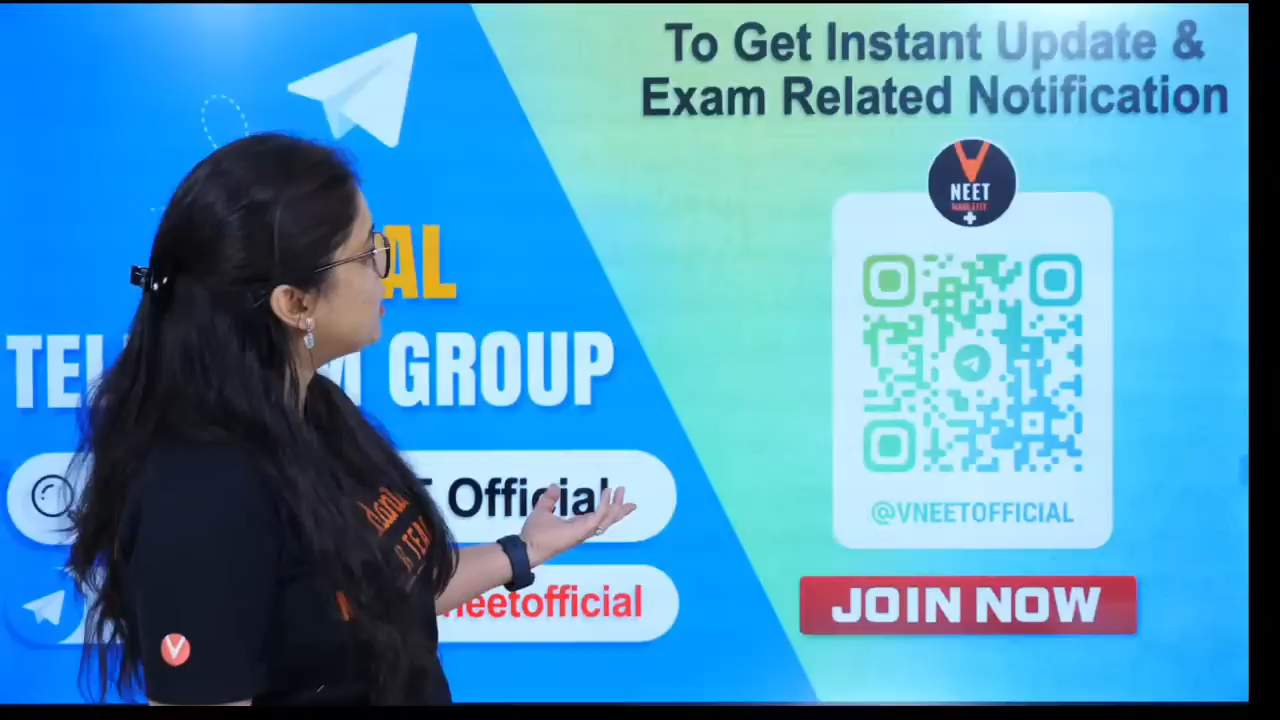 To Get Instant Update &
Exam Related Notification
NEET
AL
TEL M GROUP
Official
neetofficial
@VNEETOFFICIAL
JOIN NOW
V